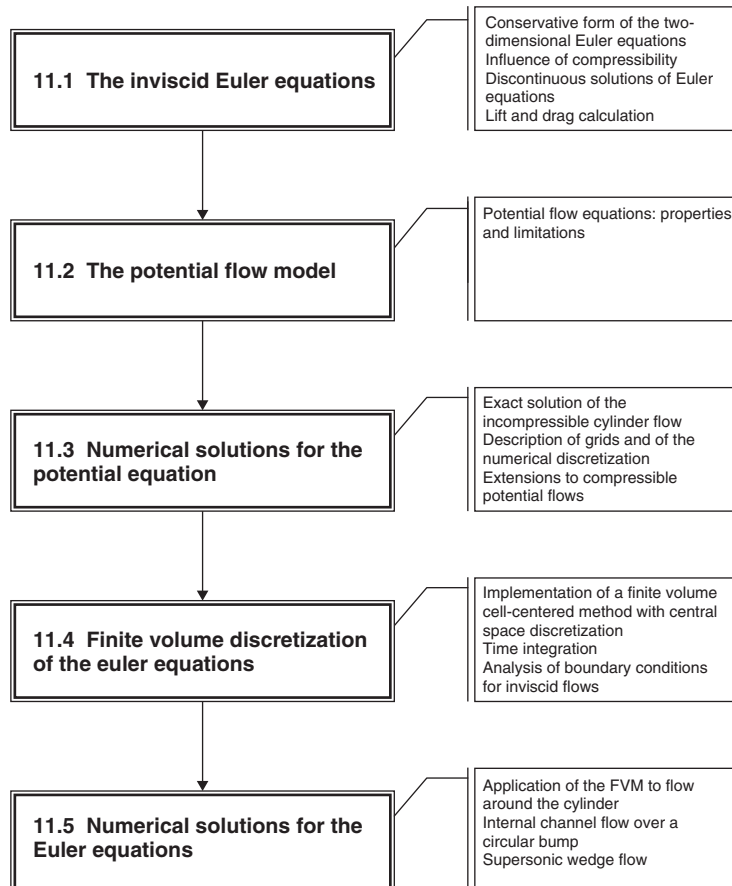 11.1 The inviscid Euler equations
Conservative form of the two-
dimensional Euler equations
Influence of compressibility
Discontinuous solutions of Euler
equations
Lift and drag calculation
11.2 The potential flow model
Potential flow equations: properties
and limitations
11.3 Numerical solutions for the
potential equation
Exact solution of the
incompressible cylinder flow
Description of grids and of the
numerical discretization
Extensions to compressible
potential flows
11.4 Finite volume discretization
of the euler equations
Implementation of a finite volume
cell-centered method with central
space discretization
Time integration
Analysis of boundary conditions
for inviscid flows
11.5 Numerical solutions for the
Euler equations
Application of the FVM to flow
around the cylinder
Internal channel flow over a
circular bump
Supersonic wedge flow